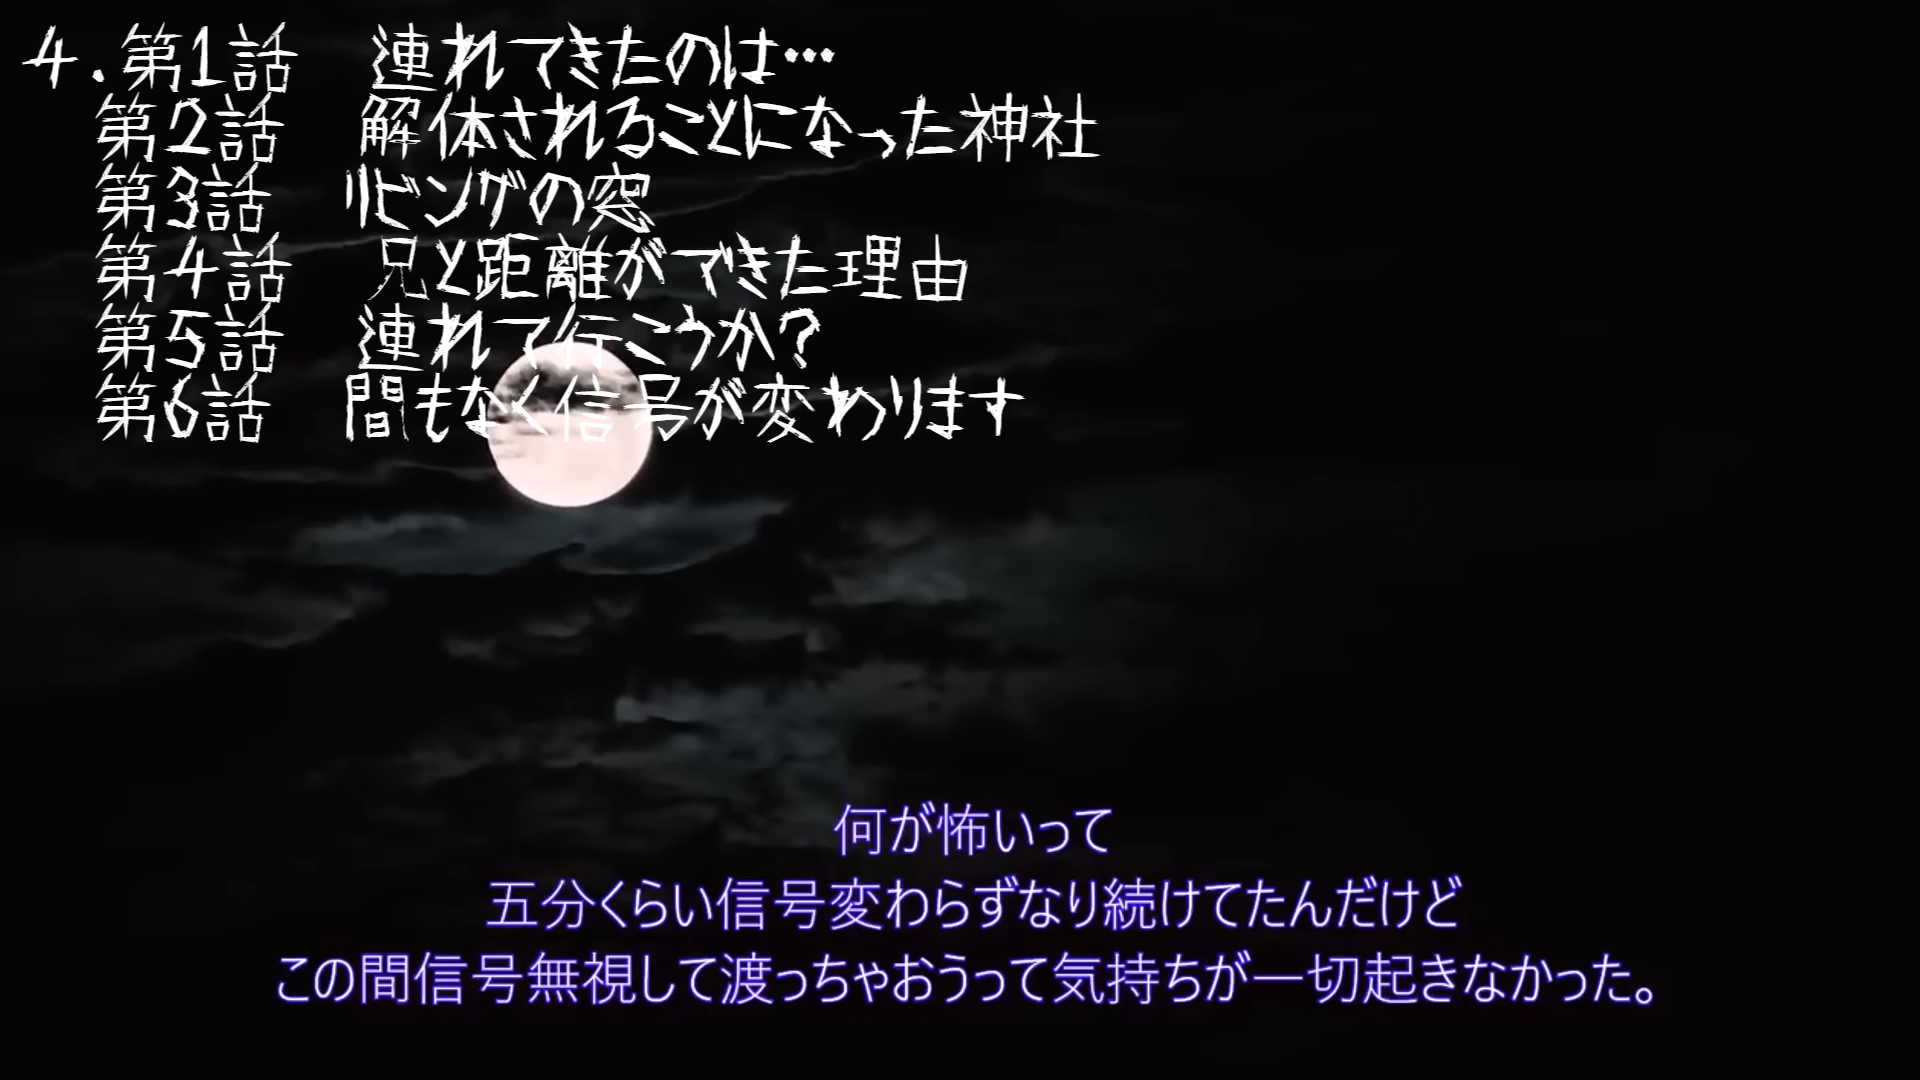 4.第1話　連れてきたのは…
第2話　解体されることになった神社
第3話　リビングの窓
第4話　兄と距離ができた理由
第5話　連れて行こうか？
第6話　間もなく信号が変わります
何が怖いって
五分くらい信号変わらずなり続けてたんだけど
この間信号無視して渡っちゃおうって気持ちが一切起きなかった。